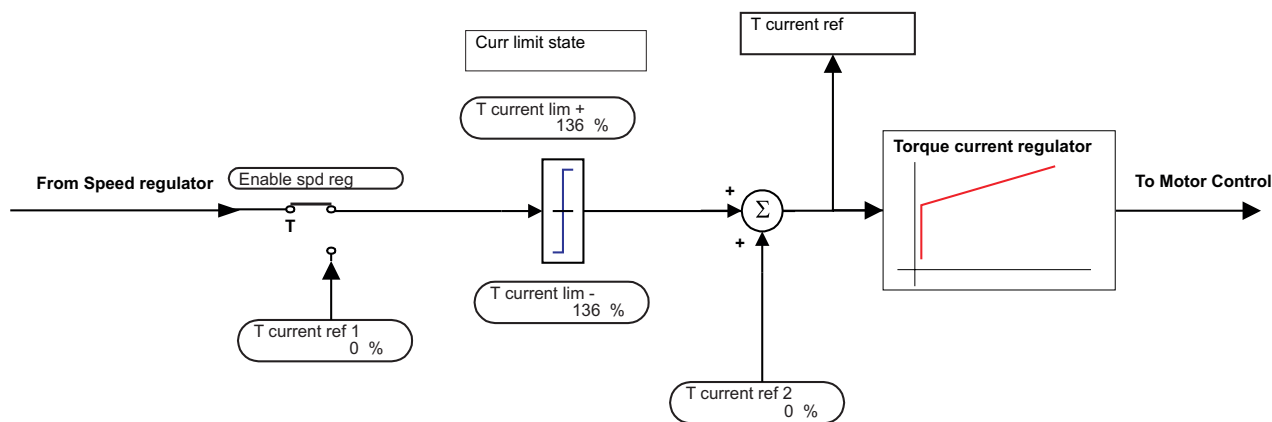 T current ref
Curr limit state
T current lim +
136 %
Torque current regulator
From Speed regulator
Enable spd reg
To Motor Control
+
Σ
T
+
T current lim -
136 %
T current ref 1
0 %
T current ref 2
0 %